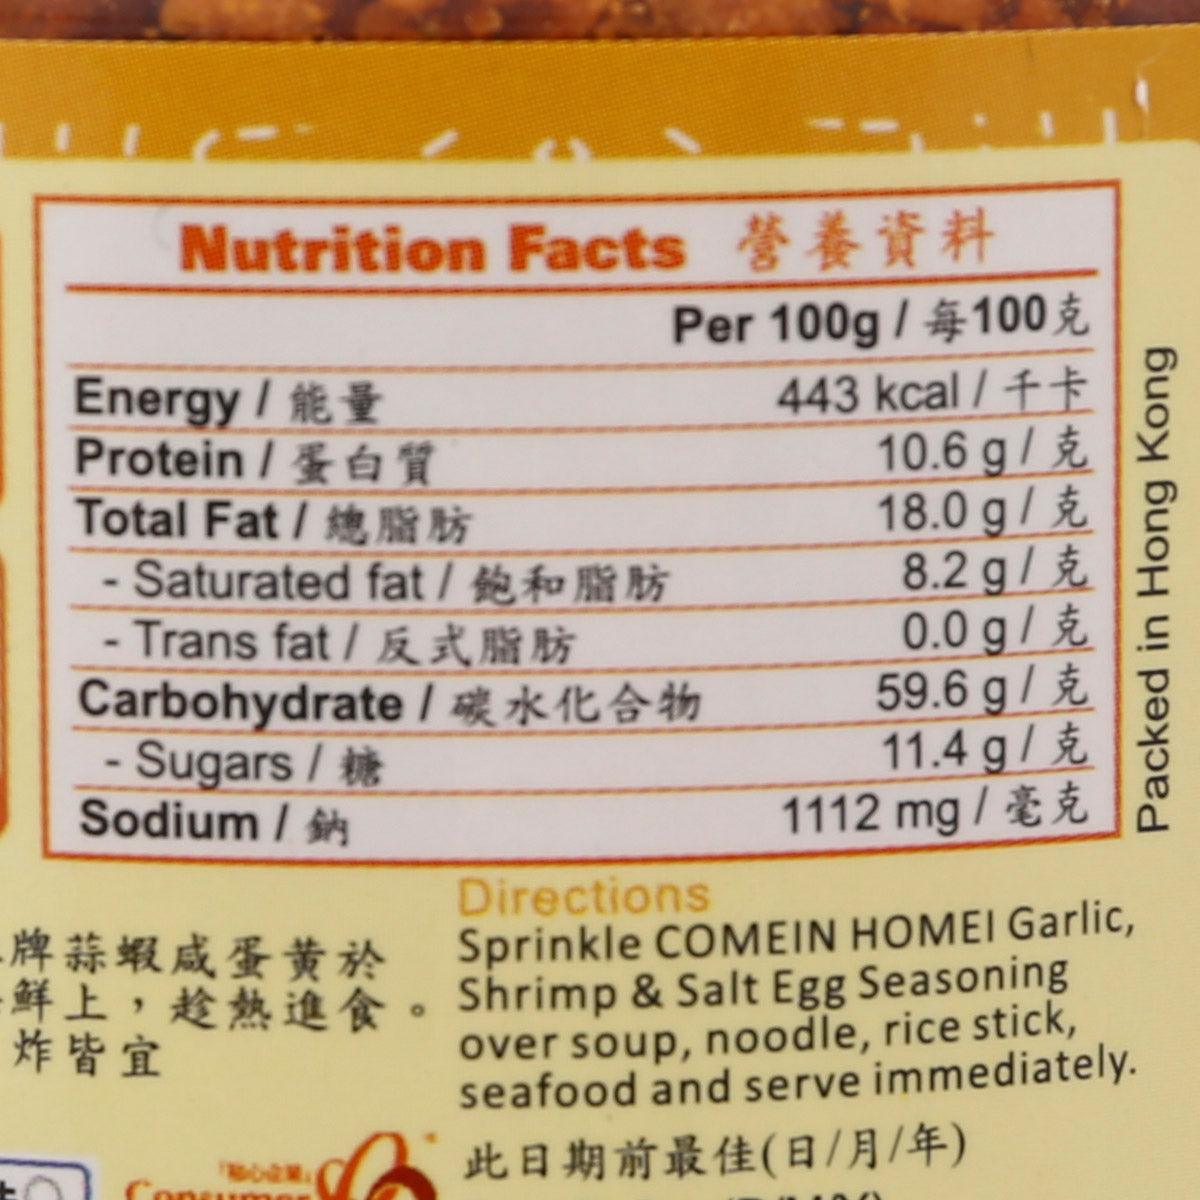 Nutrition Facts 營養資料
Per 100g / 每100克
Energy / 能量 443 kcal / 千卡
Protein / 蛋白質 10.6 g / 克
Total Fat / 總脂肪 18.0 g / 克
- Saturated fat / 飽和脂肪 8.2 g / 克
- Trans fat / 反式脂肪 0.0 g / 克
Carbohydrate / 碳水化合物 59.6 g / 克
- Sugars / 糖 11.4 g / 克
Sodium / 鈉 1112 mg / 毫克
Packed in Hong Kong
牌蒜蝦咸蛋黄於
鮮上，趁熱進食。
炸皆宜
Directions
Sprinkle COMEIN HOMEI Garlic,
Shrimp & Salt Egg Seasoning
over soup, noodle, rice stick,
seafood and serve immediately.
此日期前最佳(日/月/年)
Consumer